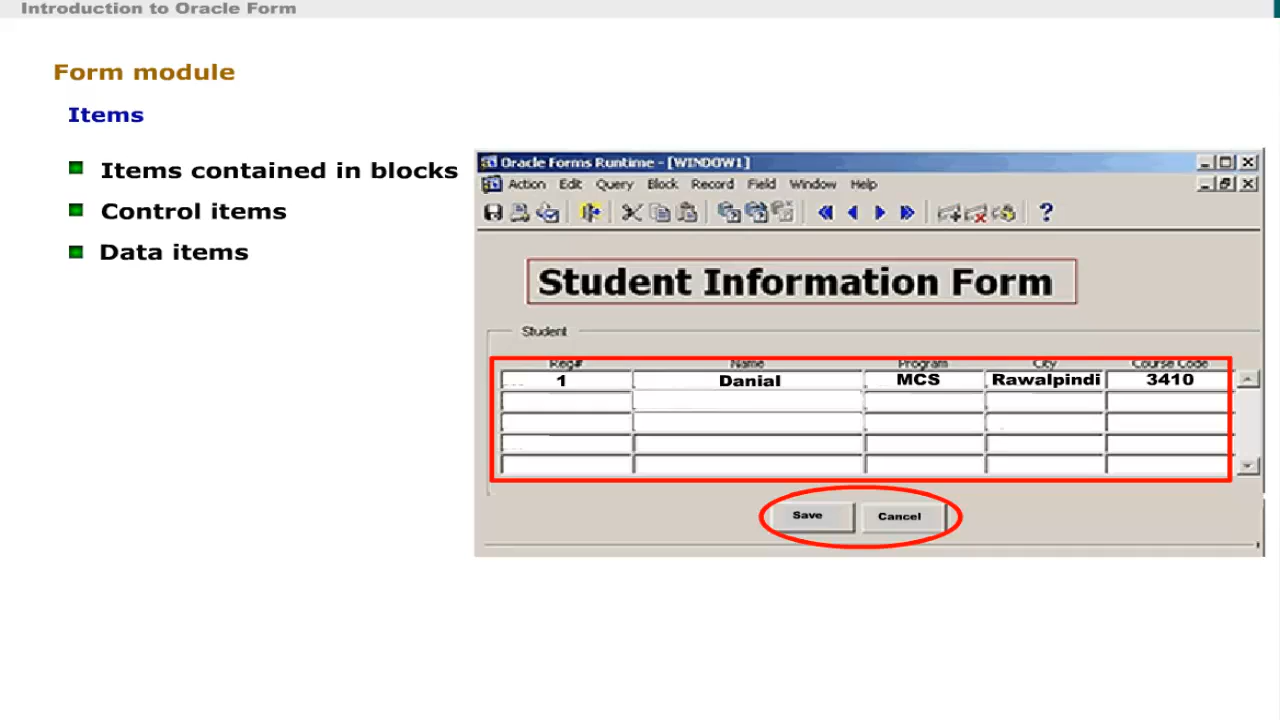 Introduction to Oracle Form
Form module
Items
Items contained in blocks
Control items
Data items
Oracle Forms Runtime - [WINDOW1]
Action Edit Query Block Record Field Window Help
Student Information Form
Student
Reg# Name Program City Course Code
1 Danial MCS Rawalpindi 3410
Save Cancel